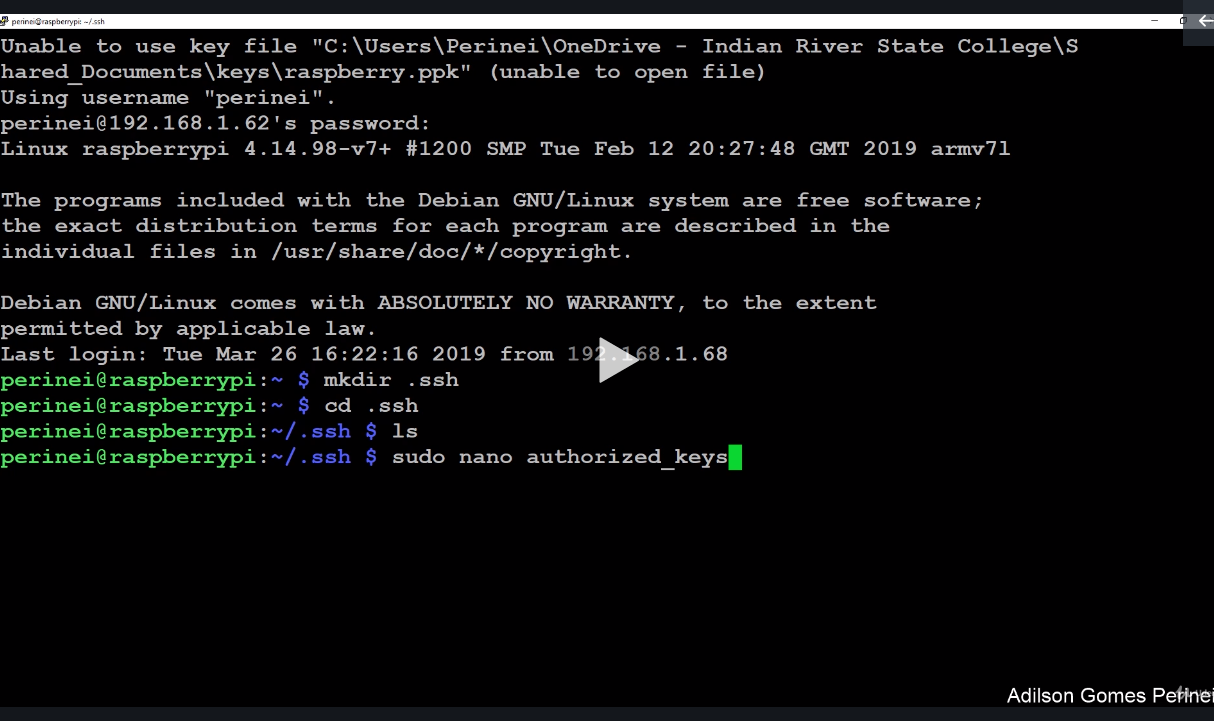 perinei@raspberrypi: ~/.ssh
Unable to use key file "C:\Users\Perinei\OneDrive - Indian River State College\S
hared_Documents\keys\raspberry.ppk" (unable to open file)
Using username "perinei".
perinei@192.168.1.62's password:
Linux raspberrypi 4.14.98-v7+ #1200 SMP Tue Feb 12 20:27:48 GMT 2019 armv7l
The programs included with the Debian GNU/Linux system are free software;
the exact distribution terms for each program are described in the
individual files in /usr/share/doc/*/copyright.
Debian GNU/Linux comes with ABSOLUTELY NO WARRANTY, to the extent
permitted by applicable law.
Last login: Tue Mar 26 16:22:16 2019 from 192.168.1.68
perinei@raspberrypi:~ $ mkdir .ssh
perinei@raspberrypi:~ $ cd .ssh
perinei@raspberrypi:~/.ssh $ ls
perinei@raspberrypi:~/.ssh $ sudo nano authorized_keys
Adilson Gomes Perinei